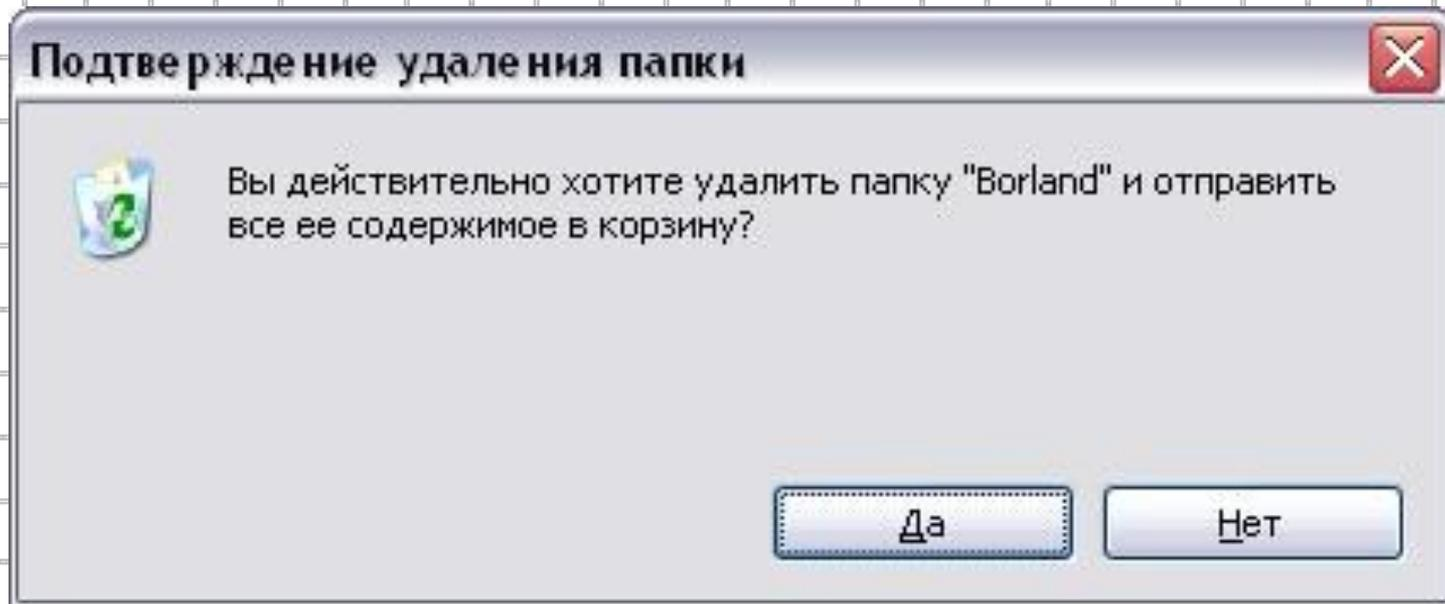 Подтверждение удаления папки
Вы действительно хотите удалить папку "Borland" и отправить
все ее содержимое в корзину?
Да
Нет